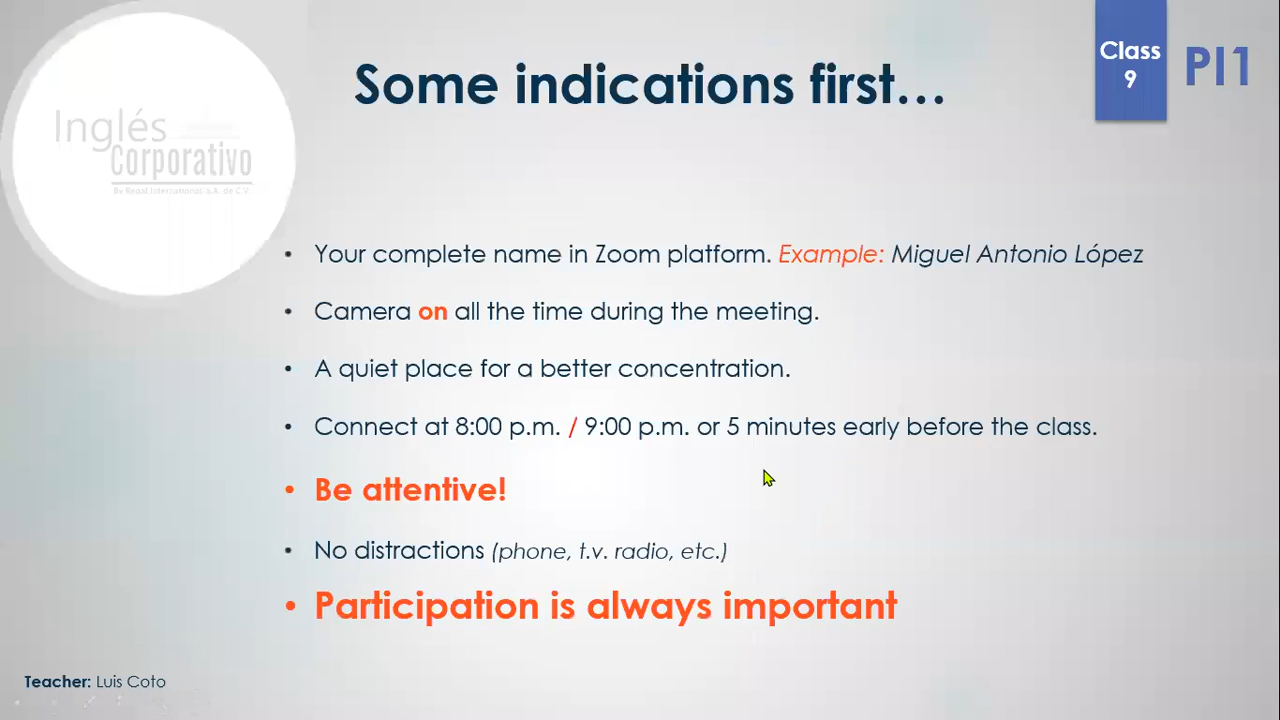 Inglés
Corporativo
By Regal International s.A. de C.V.
Some indications first...
Class
9
PI1
• Your complete name in Zoom platform. Example: Miguel Antonio López
• Camera on all the time during the meeting.
• A quiet place for a better concentration.
• Connect at 8:00 p.m. / 9:00 p.m. or 5 minutes early before the class.
• Be attentive!
• No distractions (phone, t.v. radio, etc.)
• Participation is always important
Teacher: Luis Coto